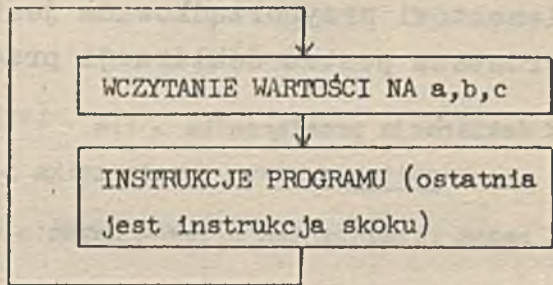 WCZYTANIE WARTOŚCI NA a,b,c
INSTRUKCJE PROGRAMU (ostatnia
jest instrukcja skoku)